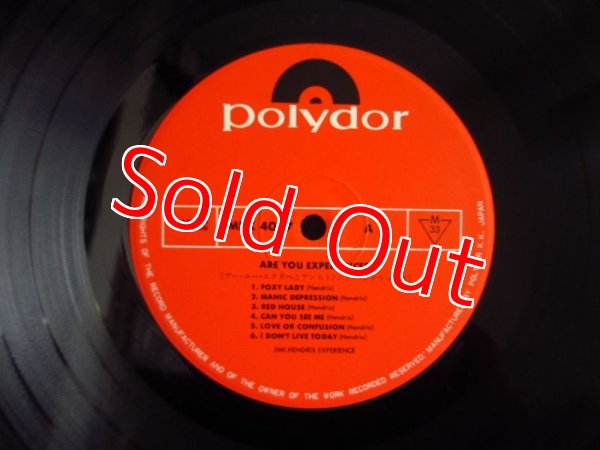 polydor
Sold Out
A
M
33
ARE YOU
1. FOXY LADY (Hendrix)
2. MANIC DEPRESSION (Hendrix)
3. RED HOUSE (Hendrix)
4. CAN YOU SEE ME (Hendrix)
5. LOVE OR CONFUSION (Hendrix)
6. I DON'T LIVE TODAY (Hendrix)
JIMI HENDRIX EXPERIENCE
RIGHTS OF THE RECORD MANUFACTURER AND OF THE OWNER OF THE WORK RECORDED RESERVED. MANUFACTURED BY K.K. JAPAN